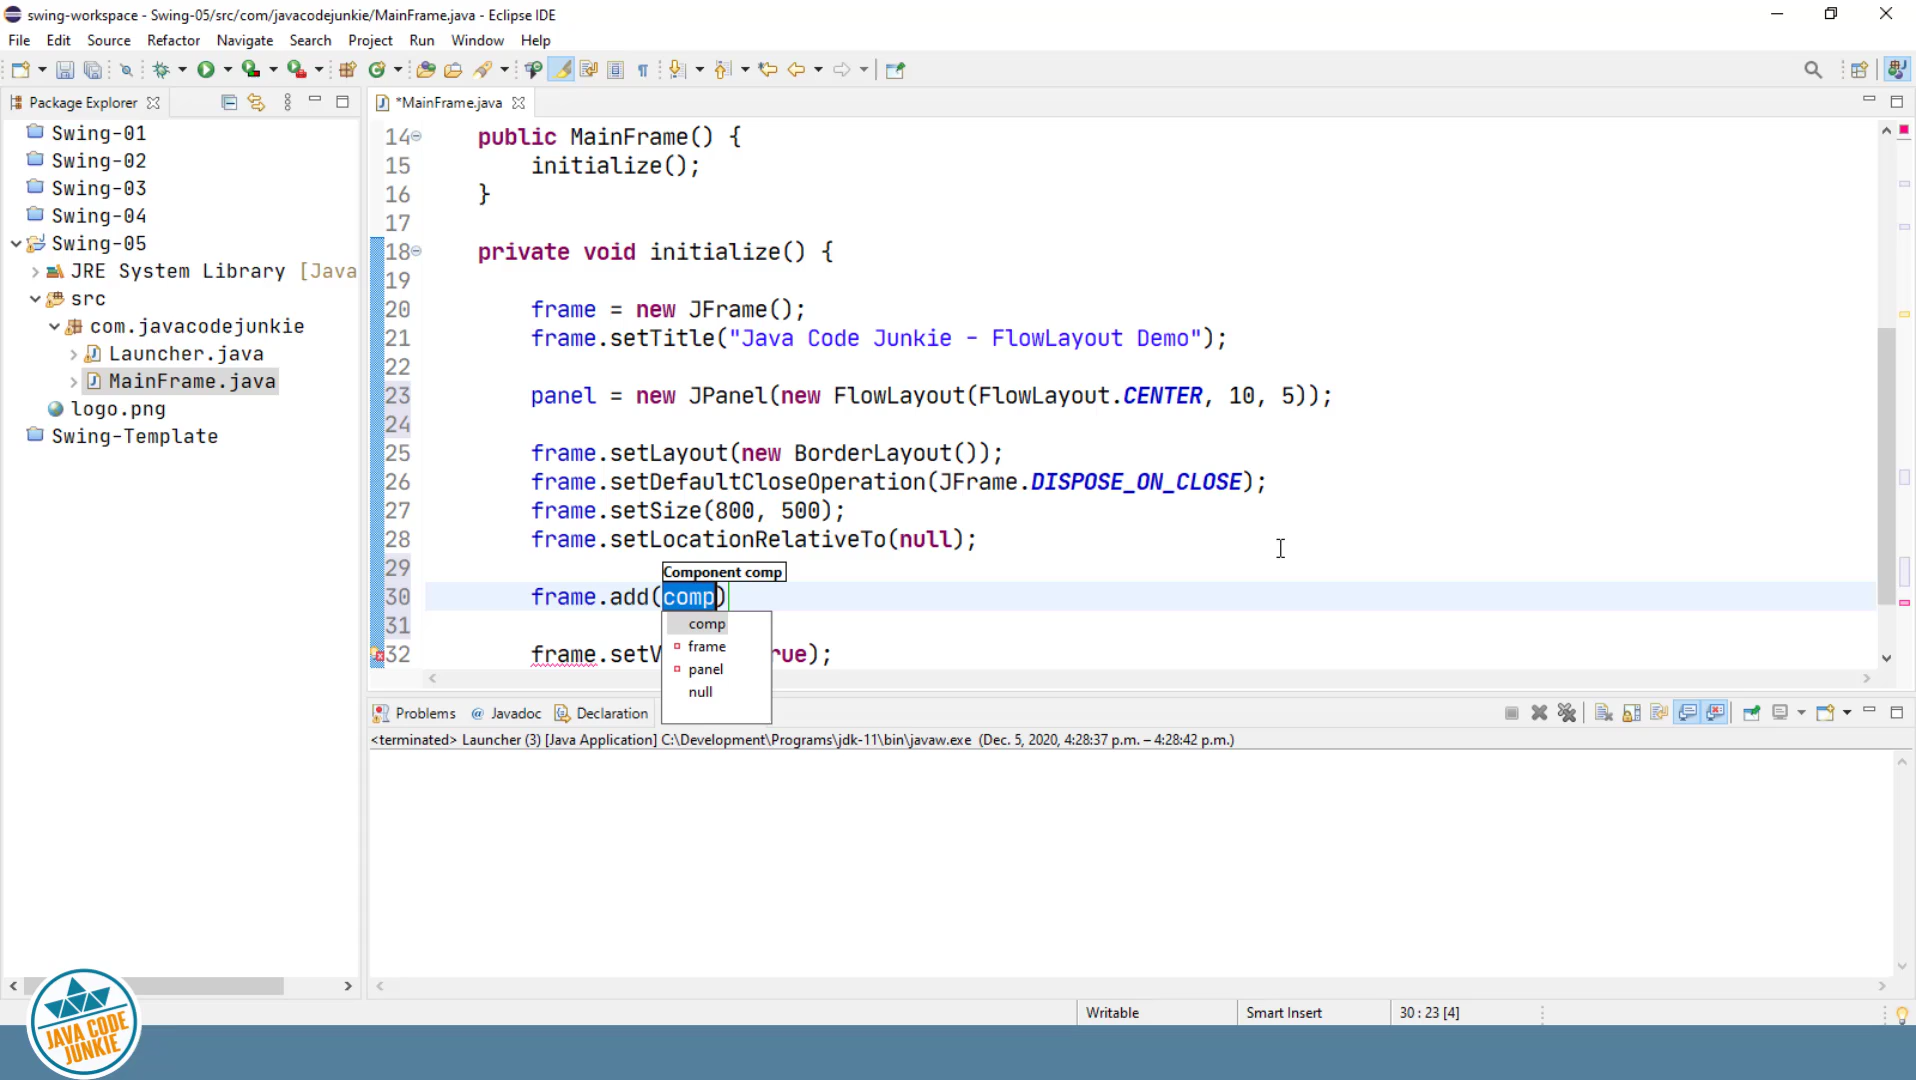 swing-workspace - Swing-05/src/com/javacodejunkie/MainFrame.java - Eclipse IDE
File Edit Source Refactor Navigate Search Project Run Window Help
Package Explorer
*MainFrame.java
Swing-01
Swing-02
Swing-03
Swing-04
Swing-05
JRE System Library [Java
src
com.javacodejunkie
Launcher.java
MainFrame.java
logo.png
Swing-Template
14 public MainFrame() {
15 initialize();
16 }
17
18 private void initialize() {
19
20 frame = new JFrame();
21 frame.setTitle("Java Code Junkie - FlowLayout Demo");
22
23 panel = new JPanel(new FlowLayout(FlowLayout.CENTER, 10, 5));
24
25 frame.setLayout(new BorderLayout());
26 frame.setDefaultCloseOperation(JFrame.DISPOSE_ON_CLOSE);
27 frame.setSize(800, 500);
28 frame.setLocationRelativeTo(null);
29
Component comp
30 frame.add(comp)
31
32 frame.setV rue);
comp
frame
panel
null
Problems @ Javadoc Declaration
<terminated> Launcher (3) [Java Application] C:\Development\Programs\jdk-11\bin\javaw.exe (Dec. 5, 2020, 4:28:37 p.m. – 4:28:42 p.m.)
Writable Smart Insert 30 : 23 [4]
JAVA CODE
JUNKIE